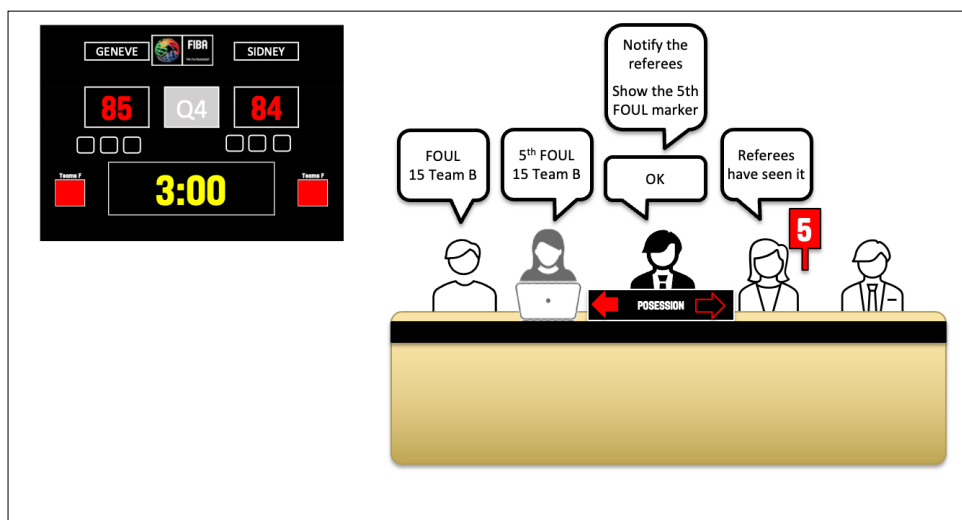 GENEVE
FIBA
SIDNEY
85
Q4
84
Teams F
3:00
Teams F
Notify the
referees
Show the 5th
FOUL marker
FOUL
15 Team B
5th FOUL
15 Team B
OK
Referees
have seen it
5
POSESSION